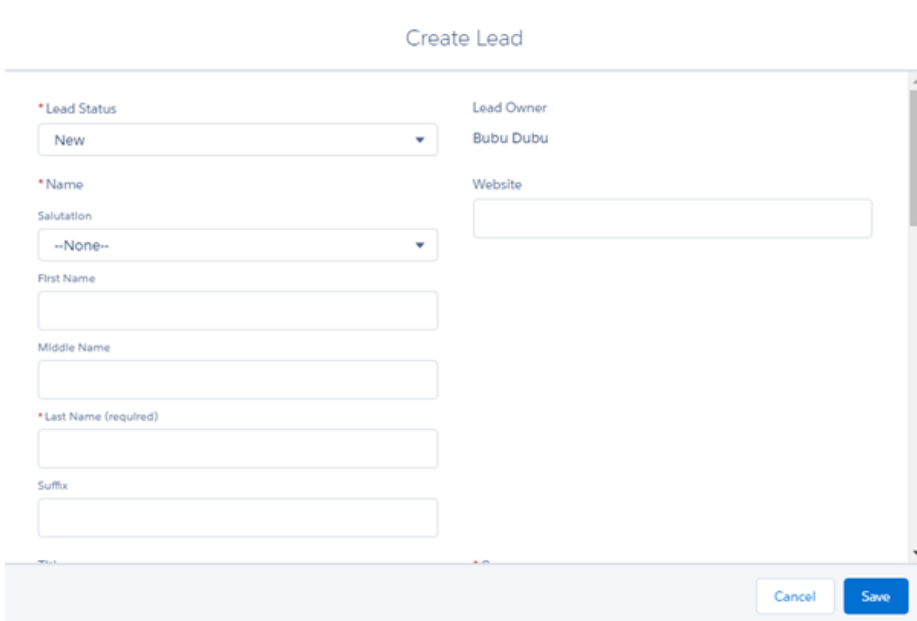 Create Lead
*Lead Status
New
Lead Owner
Bubu Dubu
*Name
Salutation
--None--
First Name
Middle Name
*Last Name (required)
Suffix
Website
Cancel
Save